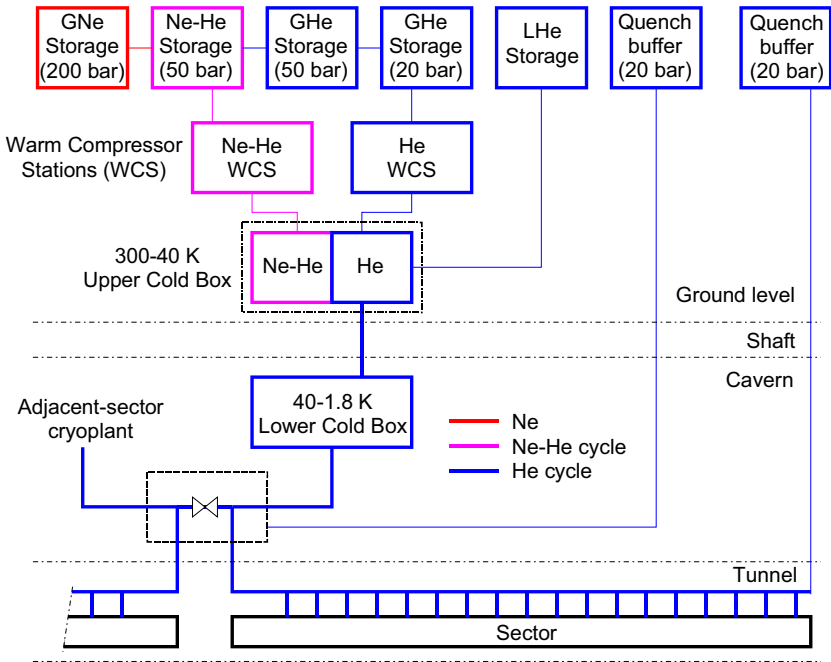 GNe
Storage
(200 bar)
Ne-He
Storage
(50 bar)
GHe
Storage
(50 bar)
GHe
Storage
(20 bar)
LHe
Storage
Quench
buffer
(20 bar)
Quench
buffer
(20 bar)
Warm Compressor
Stations (WCS)
Ne-He
WCS
He
WCS
300-40 K
Upper Cold Box
Ne-He
He
Ground level
Shaft
Cavern
Adjacent-sector
cryoplant
40-1.8 K
Lower Cold Box
Ne
Ne-He cycle
He cycle
Tunnel
Sector